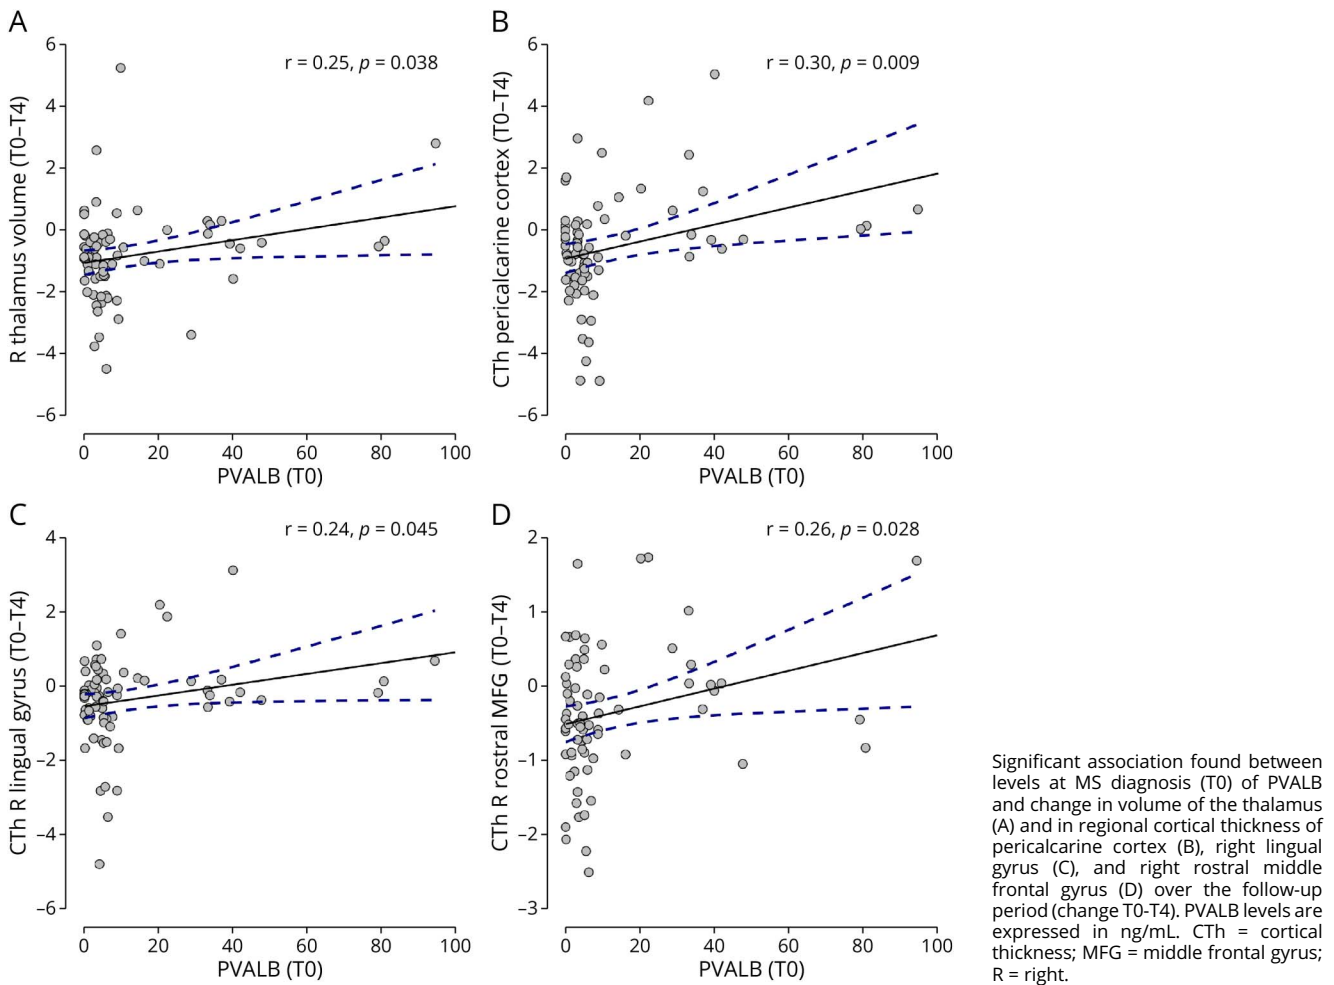 A
R thalamus volume (T0–T4)
r = 0.25, p = 0.038
6
4
2
0
–2
–4
–6
0 20 40 60 80 100
PVALB (T0)
B
CTh pericalcarine cortex (T0–T4)
r = 0.30, p = 0.009
6
4
2
0
–2
–4
–6
0 20 40 60 80 100
PVALB (T0)
C
CTh R lingual gyrus (T0–T4)
r = 0.24, p = 0.045
4
2
0
–2
–4
–6
0 20 40 60 80 100
PVALB (T0)
D
CTh R rostral MFG (T0–T4)
r = 0.26, p = 0.028
2
1
0
–1
–2
–3
0 20 40 60 80 100
PVALB (T0)
Significant association found between
levels at MS diagnosis (T0) of PVALB
and change in volume of the thalamus
(A) and in regional cortical thickness of
pericalcarine cortex (B), right lingual
gyrus (C), and right rostral middle
frontal gyrus (D) over the follow-up
period (change T0-T4). PVALB levels are
expressed in ng/mL. CTh = cortical
thickness; MFG = middle frontal gyrus;
R = right.